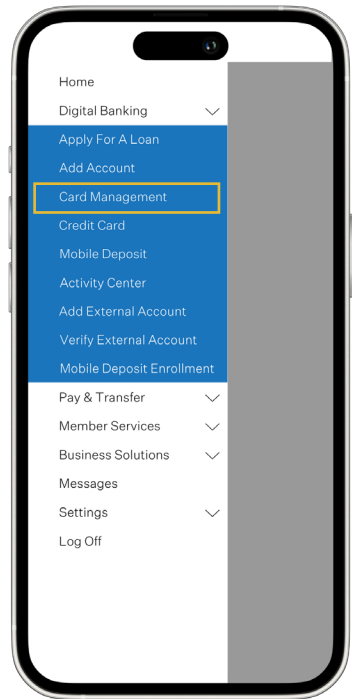 Home
Digital Banking
Apply For A Loan
Add Account
Card Management
Credit Card
Mobile Deposit
Activity Center
Add External Account
Verify External Account
Mobile Deposit Enrollment
Pay & Transfer
Member Services
Business Solutions
Messages
Settings
Log Off